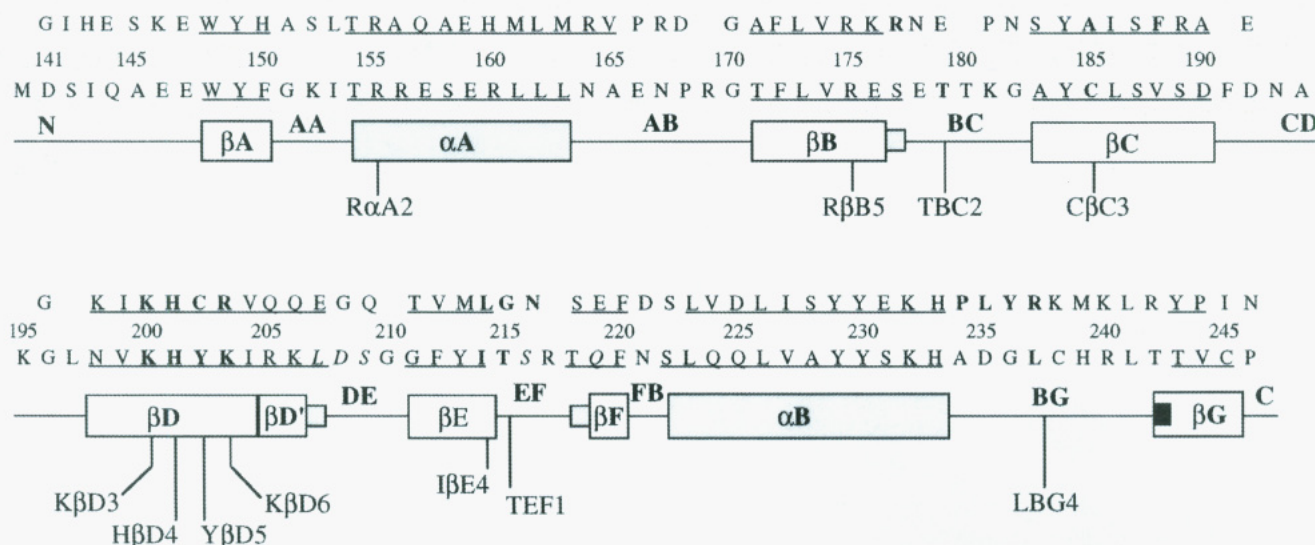 G I H E S K E W Y H A S L T R A Q A E H M L M R V P R D G A F L V R K R N E P N S Y A I S F R A E
141 145 150 155 160 165 170 175 180 185 190
M D S I Q A E E W Y F G K I T R R E S E R L L L N A E N P R G T F L V R E S E T T K G A Y C L S V S D F D N A
N βA AA αA AB βB BC βC CD
RαA2 RβB5 TBC2 CβC3
G K I K H C R V Q Q E G Q T V M L G N S E F D S L V D L I S Y Y E K H P L Y R K M K L R Y P I N
195 200 205 210 215 220 225 230 235 240 245
K G L N V K H Y K I R K L D S G G F Y I T S R T Q F N S L Q Q L V A Y Y S K H A D G L C H R L T T V C P
βD βD' DE βE EF βF FB αB BG βG C
KβD3 KβD6 IβE4 TEF1 LBG4
HβD4 YβD5